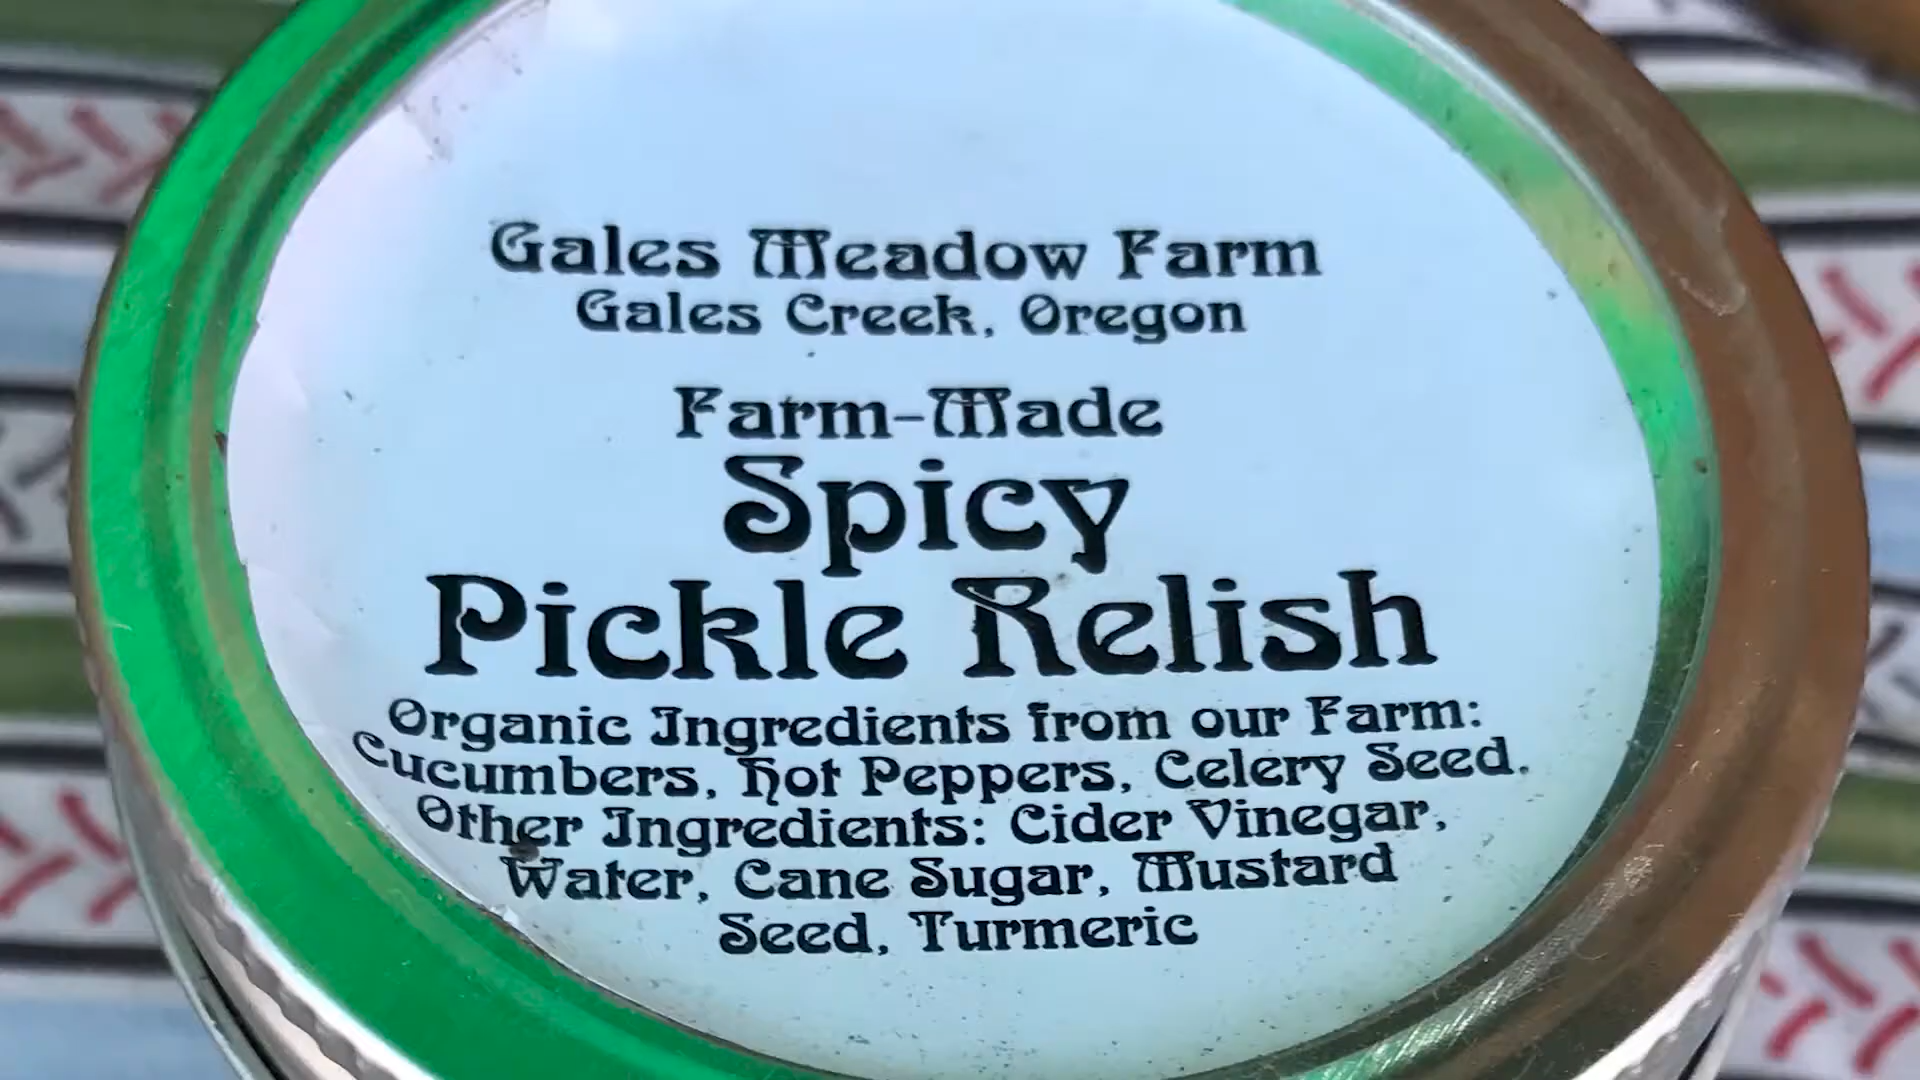 Gales Meadow Farm
Gales Creek, Oregon
Farm-Made
Spicy
Pickle Relish
Organic Ingredients from our Farm:
Cucumbers, Hot Peppers, Celery Seed.
Other Ingredients: Cider Vinegar,
Water, Cane Sugar, Mustard
Seed, Turmeric